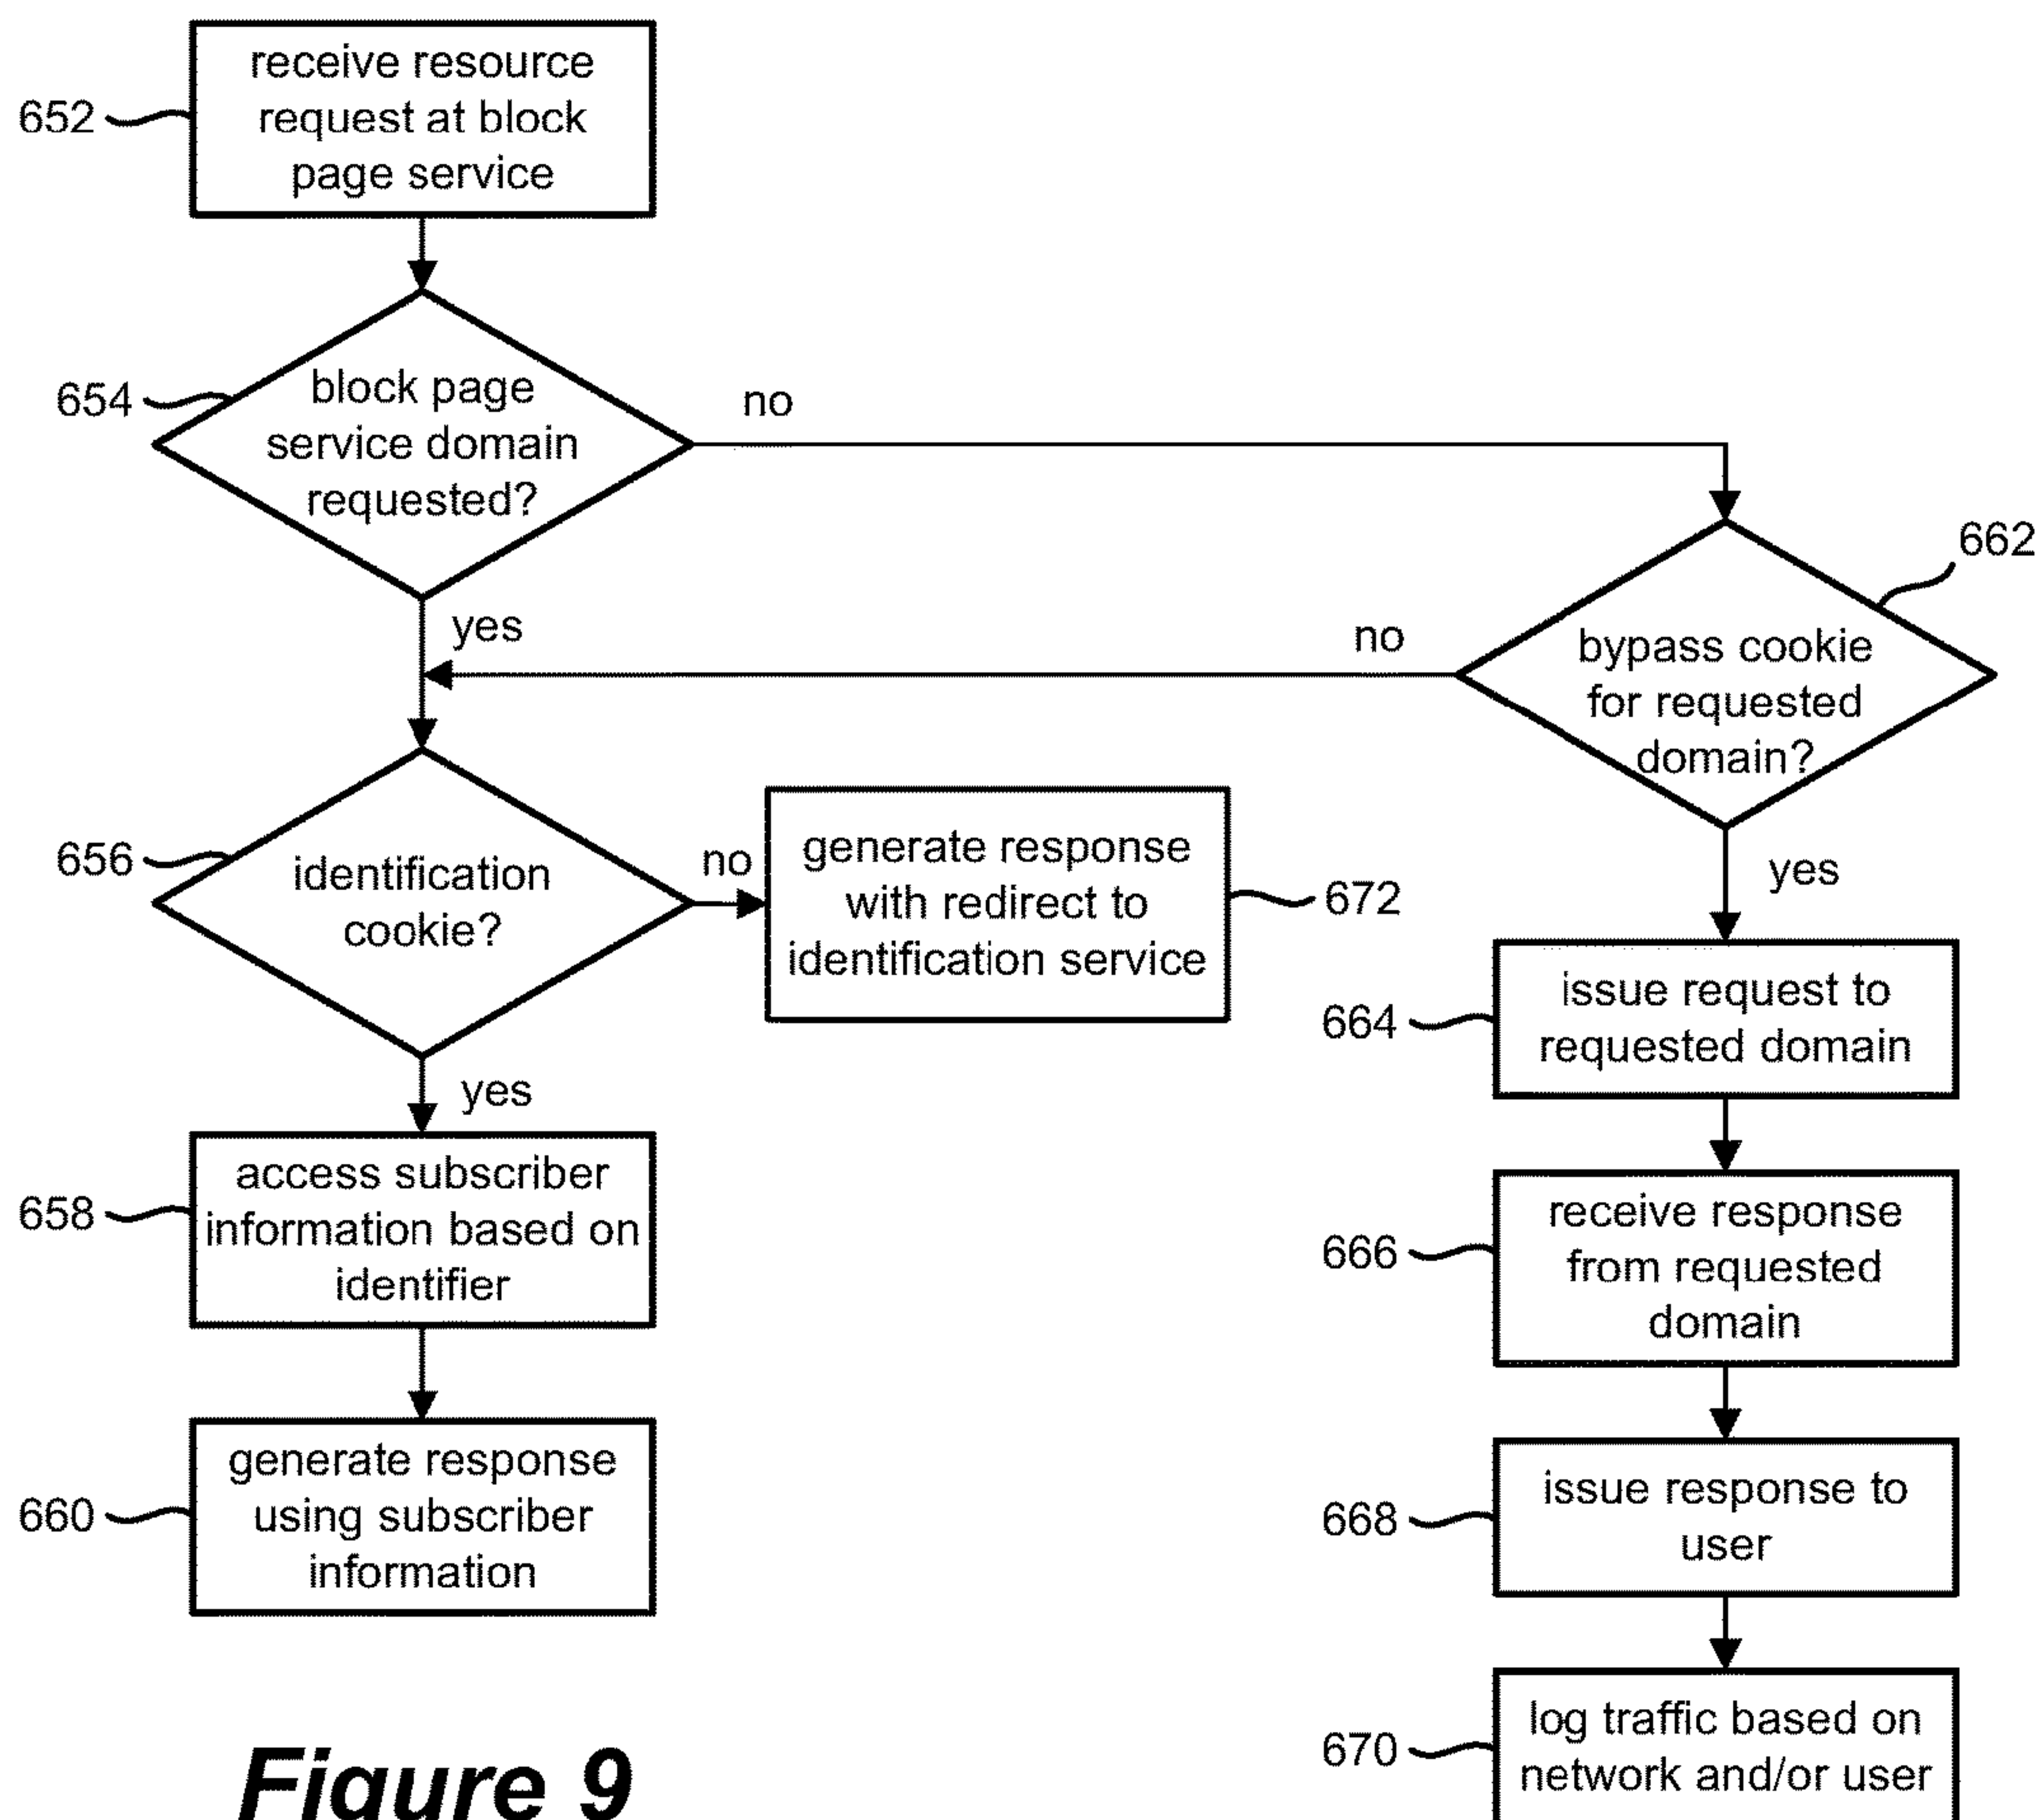 receive resource
request at block
page service
652
block page
service domain
requested?
654
no
yes
662
bypass cookie
for requested
domain?
no
yes
656
identification
cookie?
no
generate response
with redirect to
identification service
672
yes
664
issue request to
requested domain
658
access subscriber
information based on
identifier
666
receive response
from requested
domain
660
generate response
using subscriber
information
668
issue response to
user
670
log traffic based on
network and/or user
Figure 9